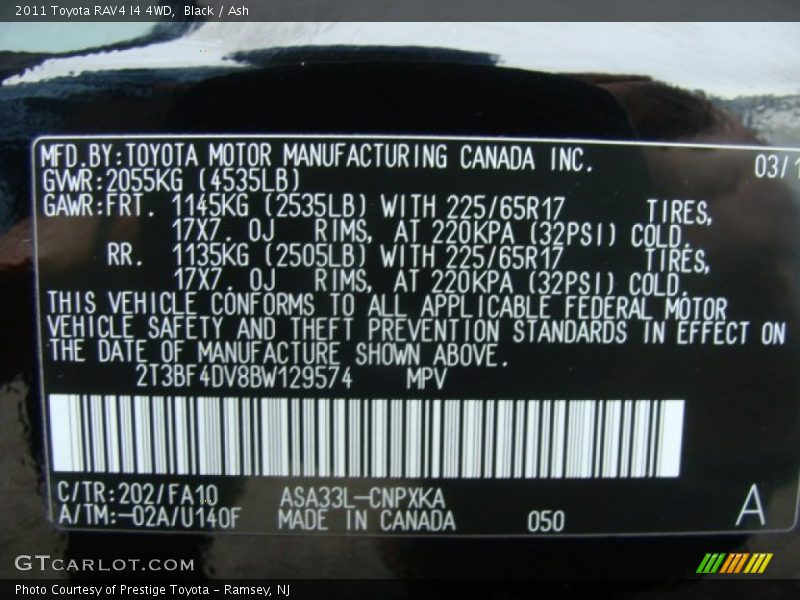 2011 Toyota RAV4 I4 4WD, Black / Ash
MFD.BY:TOYOTA MOTOR MANUFACTURING CANADA INC. 03/1
GVWR:2055KG (4535LB)
GAWR:FRT. 1145KG (2535LB) WITH 225/65R17 TIRES,
17X7.0J RIMS, AT 220KPA (32PSI) COLD.
RR. 1135KG (2505LB) WITH 225/65R17 TIRES,
17X7.0J RIMS, AT 220KPA (32PSI) COLD.
THIS VEHICLE CONFORMS TO ALL APPLICABLE FEDERAL MOTOR
VEHICLE SAFETY AND THEFT PREVENTION STANDARDS IN EFFECT ON
THE DATE OF MANUFACTURE SHOWN ABOVE.
2T3BF4DV8BW129574 MPV
C/TR:202/FA10 ASA33L-CNPXKA
A/TM:-02A/U140F MADE IN CANADA 050 A
GTCARLOT.COM
Photo Courtesy of Prestige Toyota - Ramsey, NJ